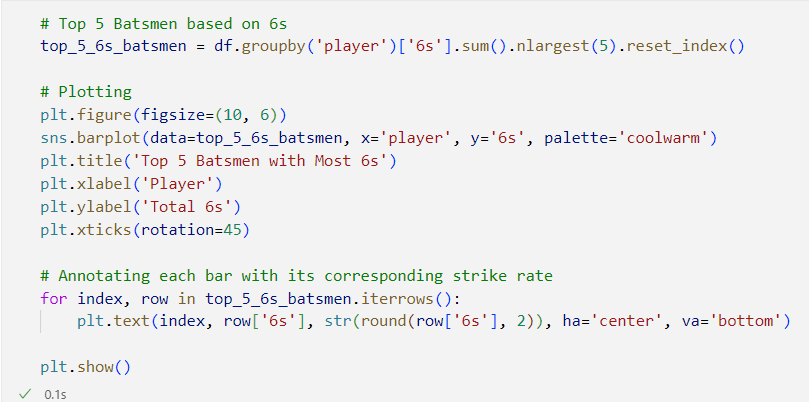 # Top 5 Batsmen based on 6s
top_5_6s_batsmen = df.groupby('player')['6s'].sum().nlargest(5).reset_index()
# Plotting
plt.figure(figsize=(10, 6))
sns.barplot(data=top_5_6s_batsmen, x='player', y='6s', palette='coolwarm')
plt.title('Top 5 Batsmen with Most 6s')
plt.xlabel('Player')
plt.ylabel('Total 6s')
plt.xticks(rotation=45)
# Annotating each bar with its corresponding strike rate
for index, row in top_5_6s_batsmen.iterrows():
    plt.text(index, row['6s'], str(round(row['6s'], 2)), ha='center', va='bottom')
plt.show()
✓ 0.1s